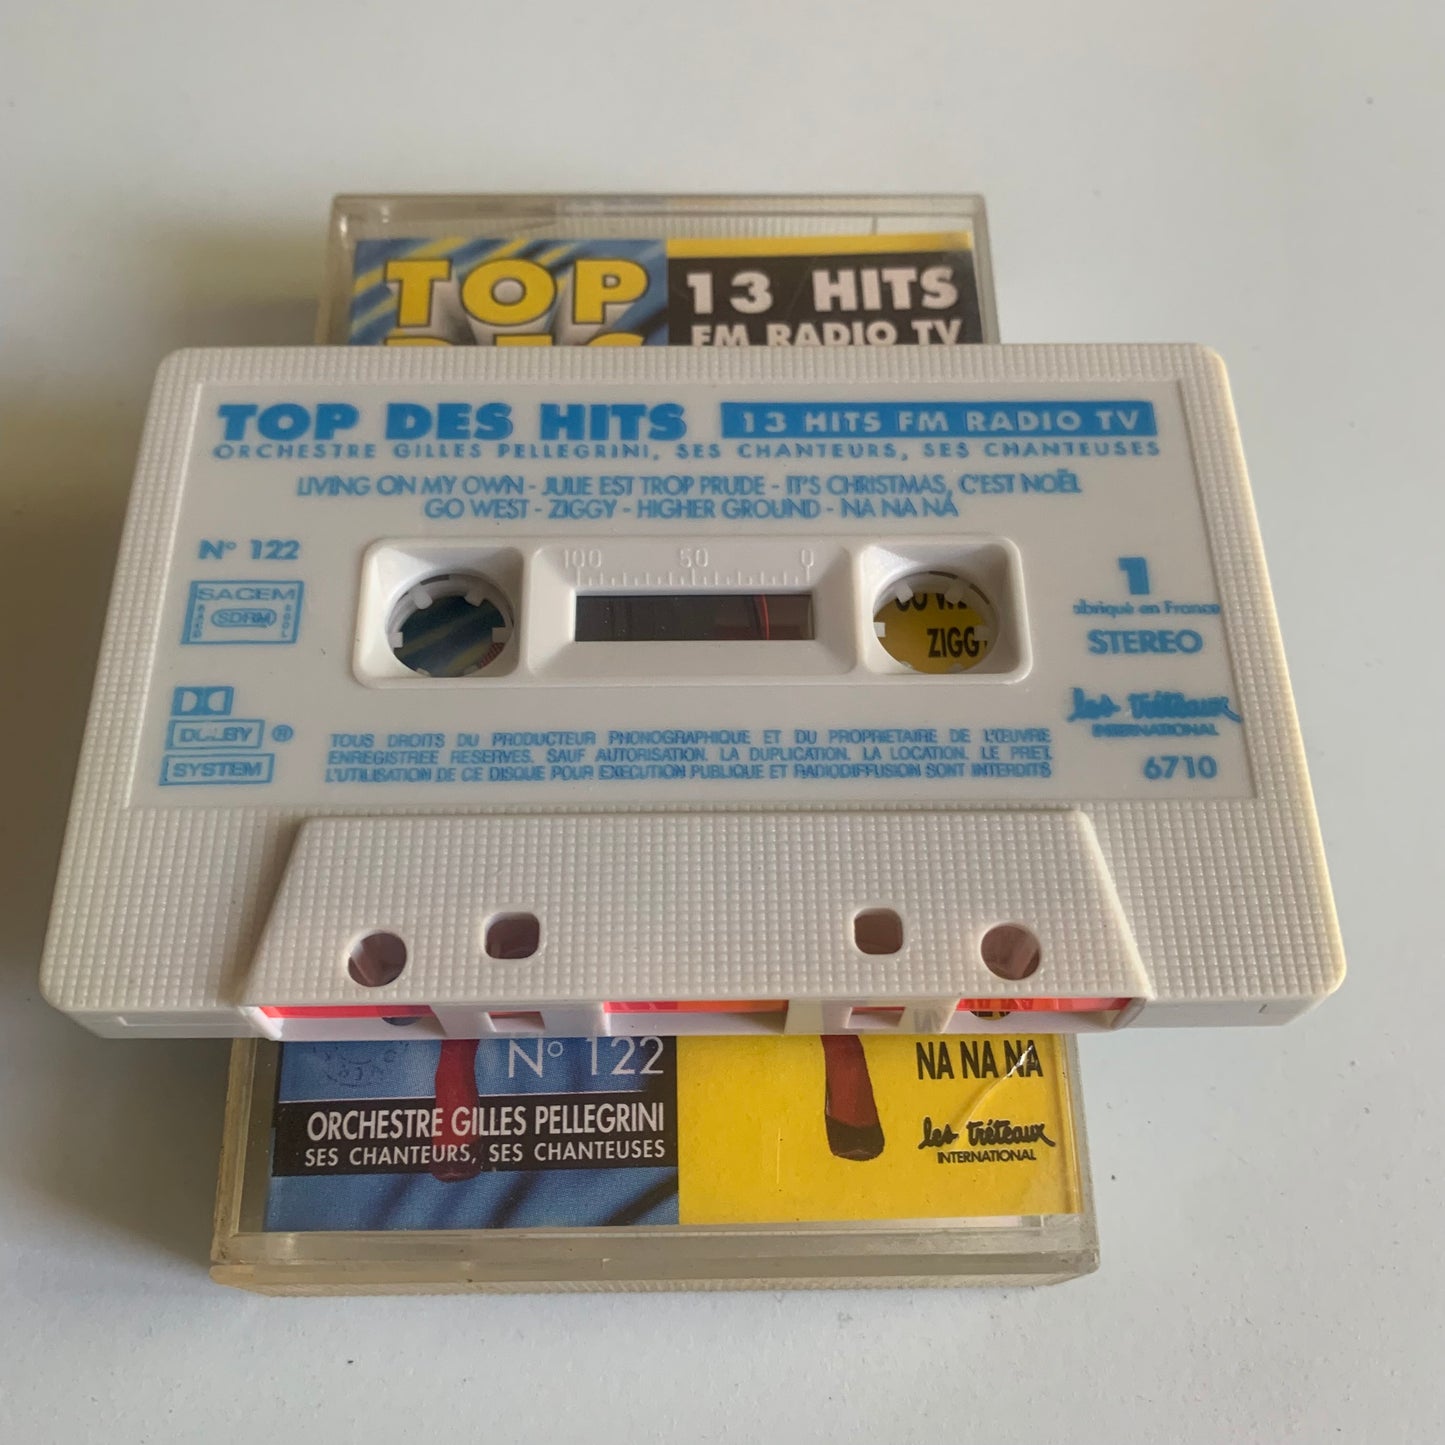 TOP
13 HITS
FM RADIO TV
TOP DES HITS 13 HITS FM RADIO TV
ORCHESTRE GILLES PELLEGRINI, SES CHANTEURS, SES CHANTEUSES
LIVING ON MY OWN - JULIE EST TROP PRUDE - IT'S CHRISTMAS, C'EST NOËL
GO WEST - ZIGGY - HIGHER GROUND - NA NA NA
N° 122
100 50 0
SACEM
SDRM
SACD SGDL
1
abriqué en France
STEREO
ZIGG
les tréteaux
INTERNATIONAL
6710
DOLBY ®
SYSTEM
TOUS DROITS DU PRODUCTEUR PHONOGRAPHIQUE ET DU PROPRIETAIRE DE L'ŒUVRE
ENREGISTREE RESERVES. SAUF AUTORISATION. LA DUPLICATION. LA LOCATION. LE PRET.
L'UTILISATION DE CE DISQUE POUR EXECUTION PUBLIQUE ET RADIODIFFUSION SONT INTERDITS
N° 122
ORCHESTRE GILLES PELLEGRINI
SES CHANTEURS, SES CHANTEUSES
NA NA NA
les tréteaux
INTERNATIONAL